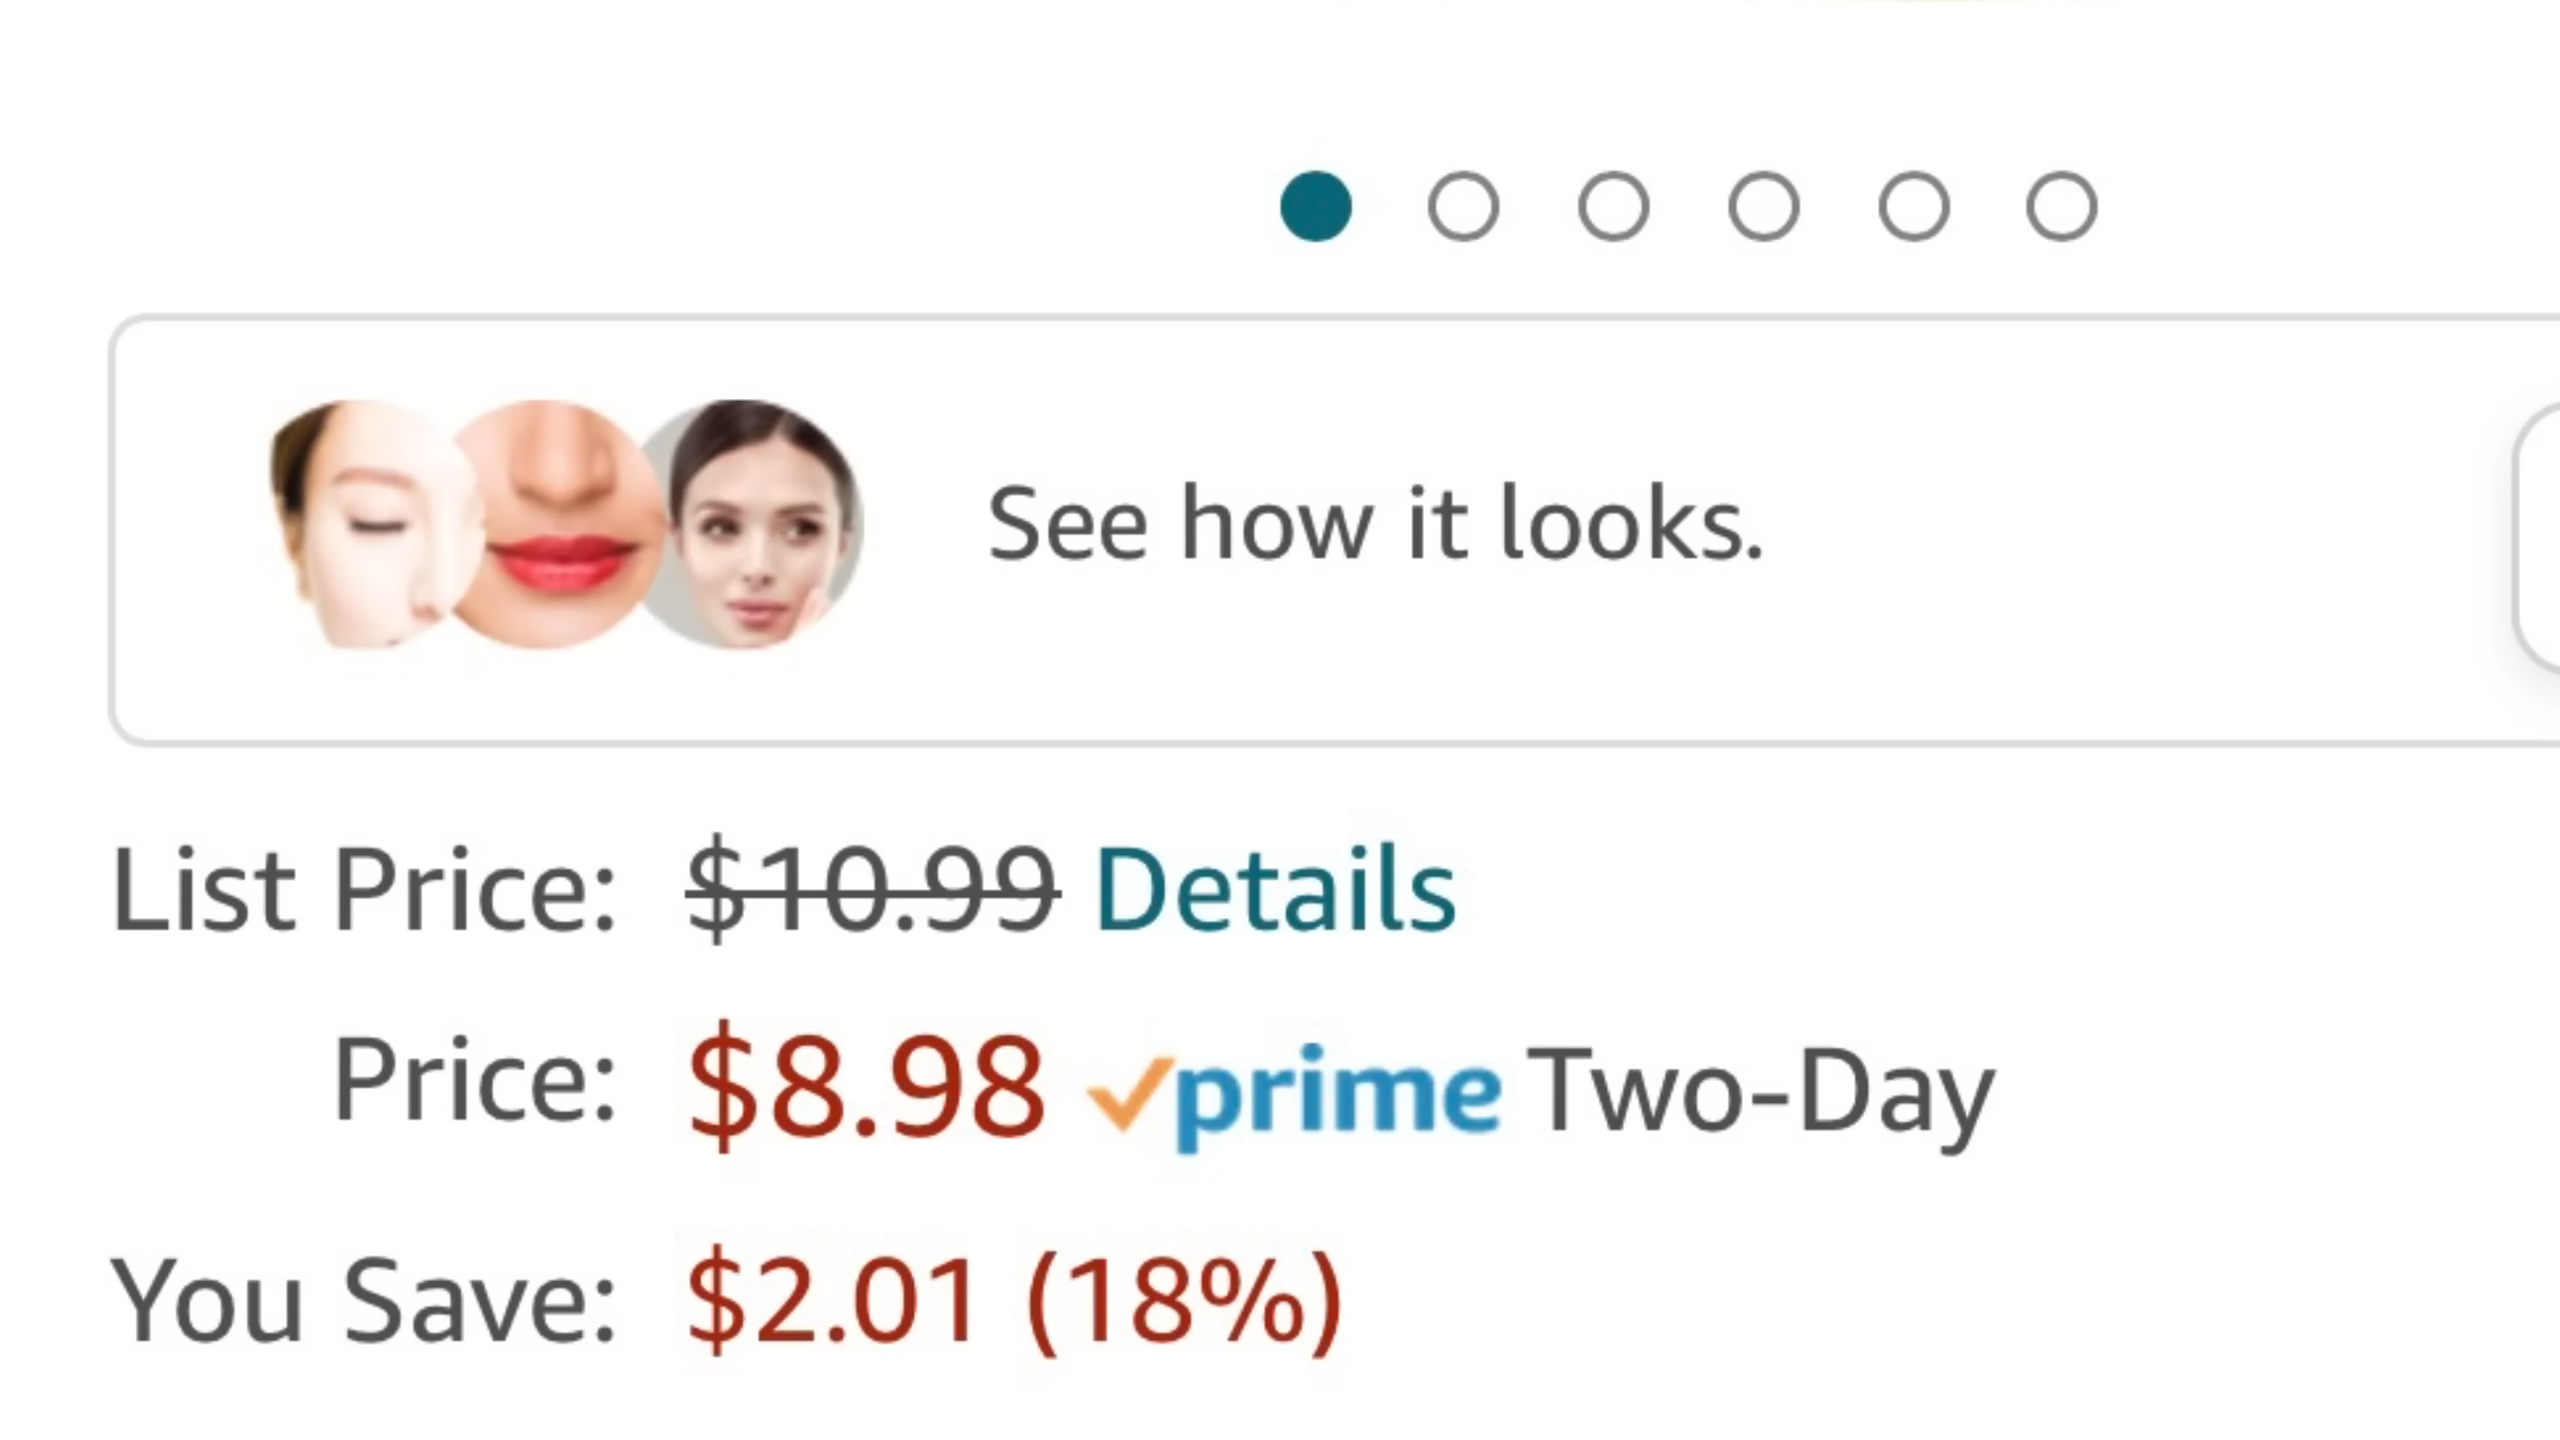 See how it looks.
List Price: $10.99 Details
Price: $8.98 prime Two-Day
You Save: $2.01 (18%)